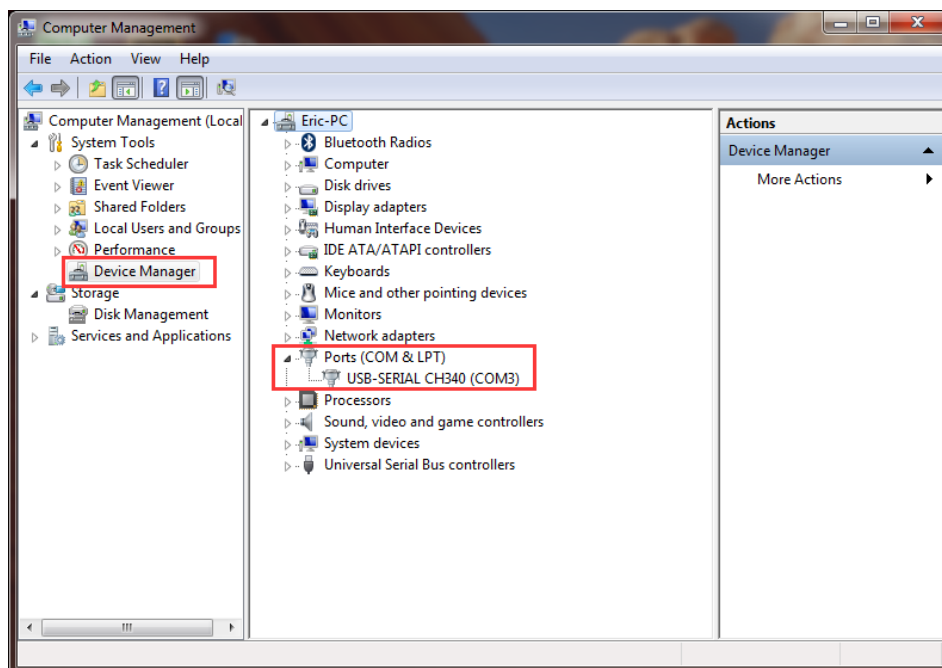 Computer Management
File Action View Help
Computer Management (Local
System Tools
Task Scheduler
Event Viewer
Shared Folders
Local Users and Groups
Performance
Device Manager
Storage
Disk Management
Services and Applications
Eric-PC
Bluetooth Radios
Computer
Disk drives
Display adapters
Human Interface Devices
IDE ATA/ATAPI controllers
Keyboards
Mice and other pointing devices
Monitors
Network adapters
Ports (COM & LPT)
USB-SERIAL CH340 (COM3)
Processors
Sound, video and game controllers
System devices
Universal Serial Bus controllers
Actions
Device Manager
More Actions